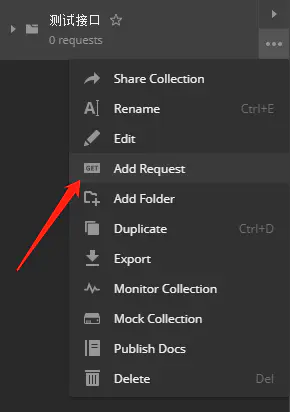 测试接口
0 requests
Share Collection
Rename Ctrl+E
Edit
GET Add Request
Add Folder
Duplicate Ctrl+D
Export
Monitor Collection
Mock Collection
Publish Docs
Delete Del